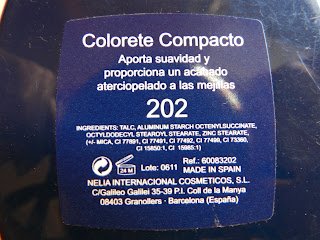 Colorete Compacto
Aporta suavidad y
proporciona un acabado
aterciopelado a las mejillas
202
INGREDIENTS: TALC, ALUMINUM STARCH OCTENYLSUCCINATE,
OCTYLDODECYL STEAROYL STEARATE, ZINC STEARATE,
(+/- MICA, CI 77891, CI 77491, CI 77492, CI 77499, CI 73360,
CI 15850:1, CI 15985:1)
24 M
Lote: 0611
Ref.: 60083202
MADE IN SPAIN
NELIA INTERNACIONAL COSMETICOS, S.L.
C/Galileo Galilei 35-39 P.I. Coll de la Manya
08403 Granollers - Barcelona (España)